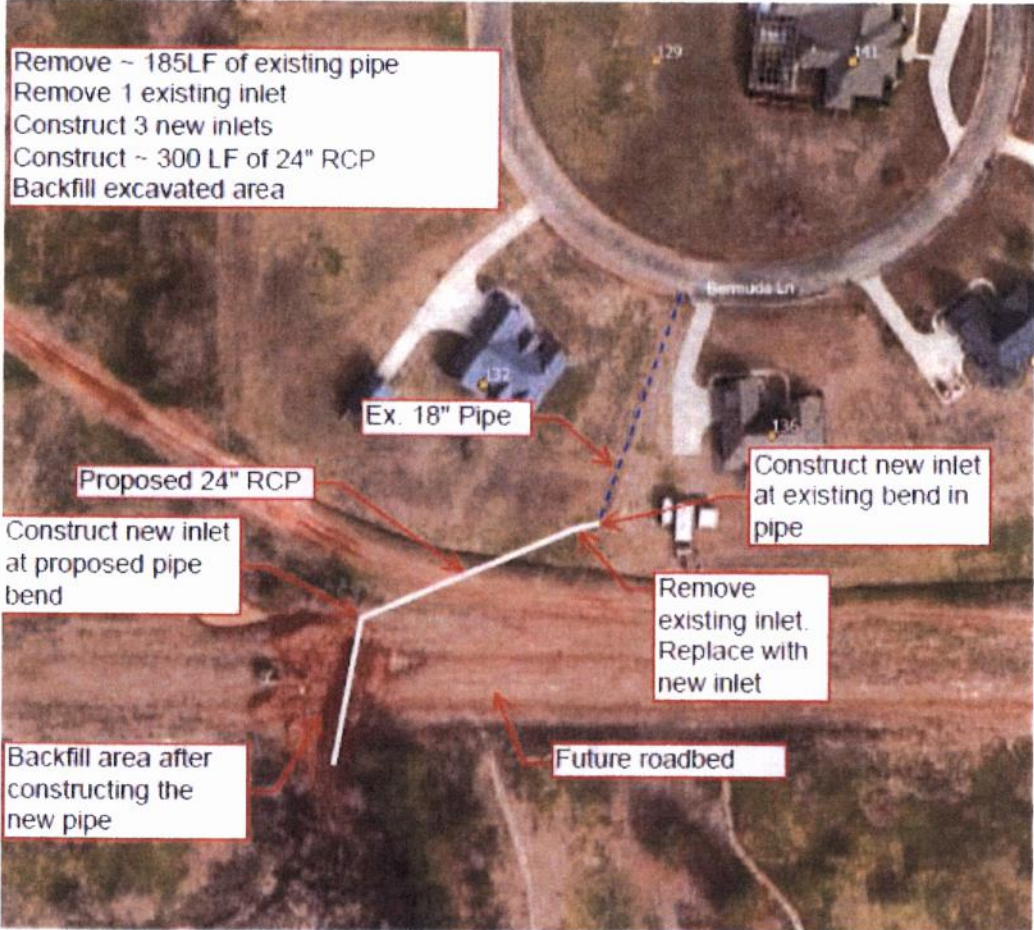 Remove ~ 185LF of existing pipe
Remove 1 existing inlet
Construct 3 new inlets
Construct ~ 300 LF of 24" RCP
Backfill excavated area
129
141
Bermuda Ln
132
Ex. 18" Pipe
136
Proposed 24" RCP
Construct new inlet
at existing bend in
pipe
Construct new inlet
at proposed pipe
bend
Remove
existing inlet.
Replace with
new inlet
Backfill area after
constructing the
new pipe
Future roadbed